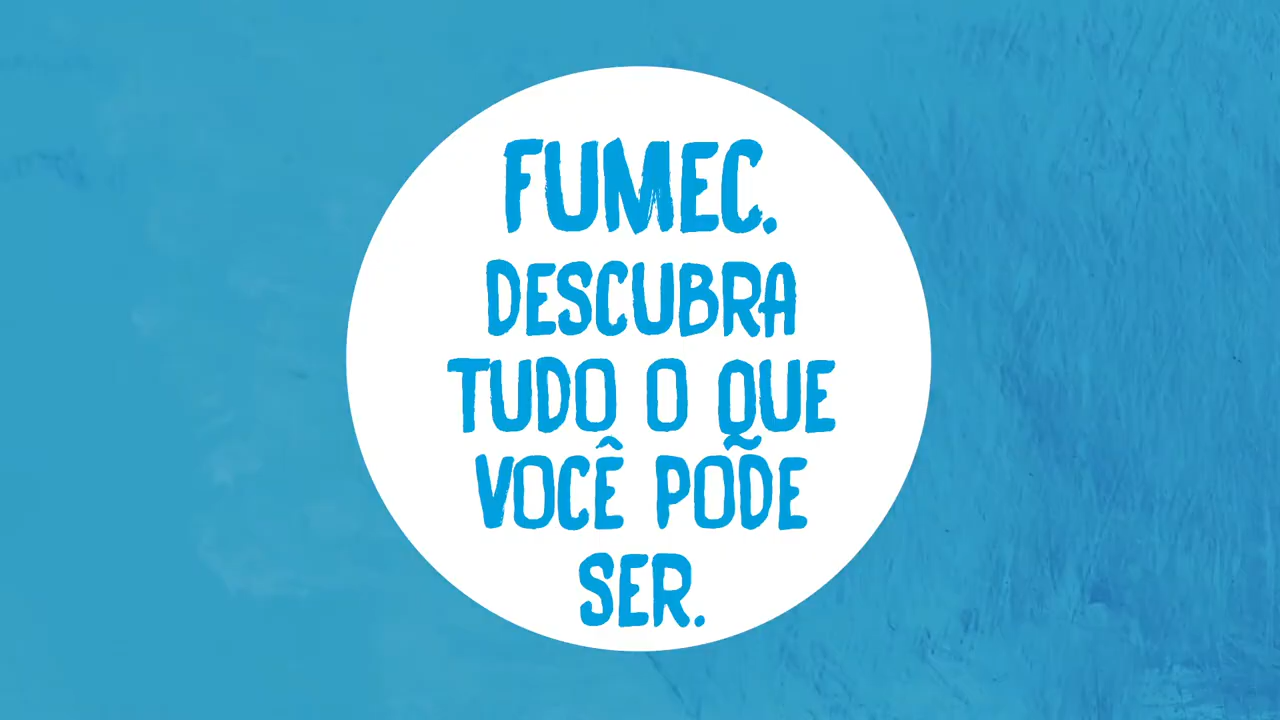 FUMEC.
DESCUBRA
TUDO O QUE
VOCÊ PODE
SER.